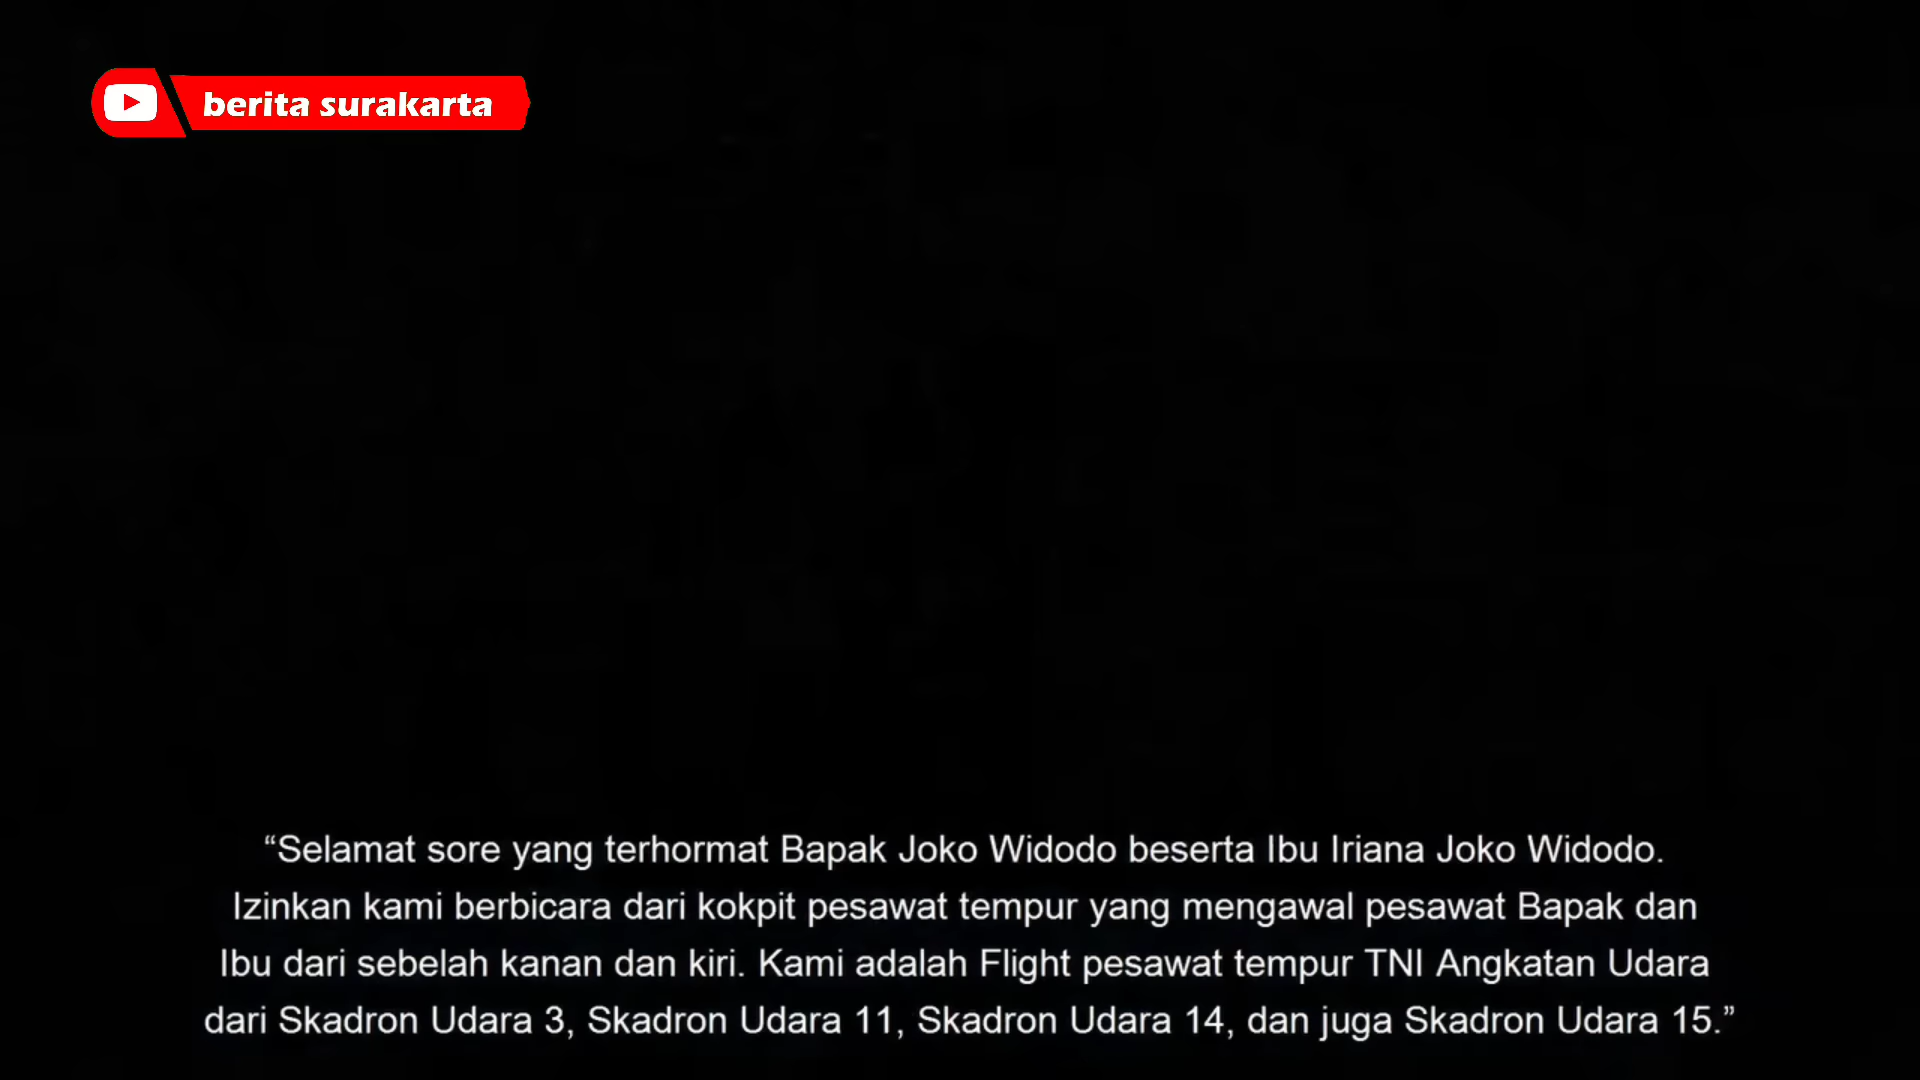 berita surakarta
“Selamat sore yang terhormat Bapak Joko Widodo beserta Ibu Iriana Joko Widodo.
Izinkan kami berbicara dari kokpit pesawat tempur yang mengawal pesawat Bapak dan
Ibu dari sebelah kanan dan kiri. Kami adalah Flight pesawat tempur TNI Angkatan Udara
dari Skadron Udara 3, Skadron Udara 11, Skadron Udara 14, dan juga Skadron Udara 15.”